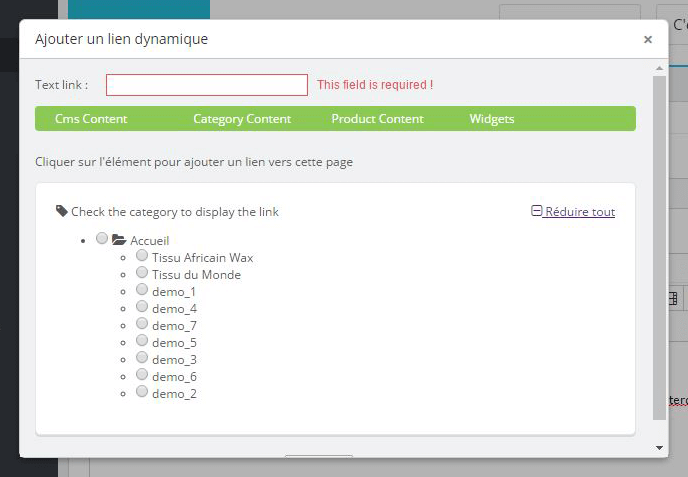 Ajouter un lien dynamique ×
C'
Text link : This field is required !
Cms Content Category Content Product Content Widgets
Cliquer sur l'élément pour ajouter un lien vers cette page
Check the category to display the link Réduire tout
Accueil
Tissu Africain Wax
Tissu du Monde
demo_1
demo_4
demo_7
demo_5
demo_3
demo_6
demo_2